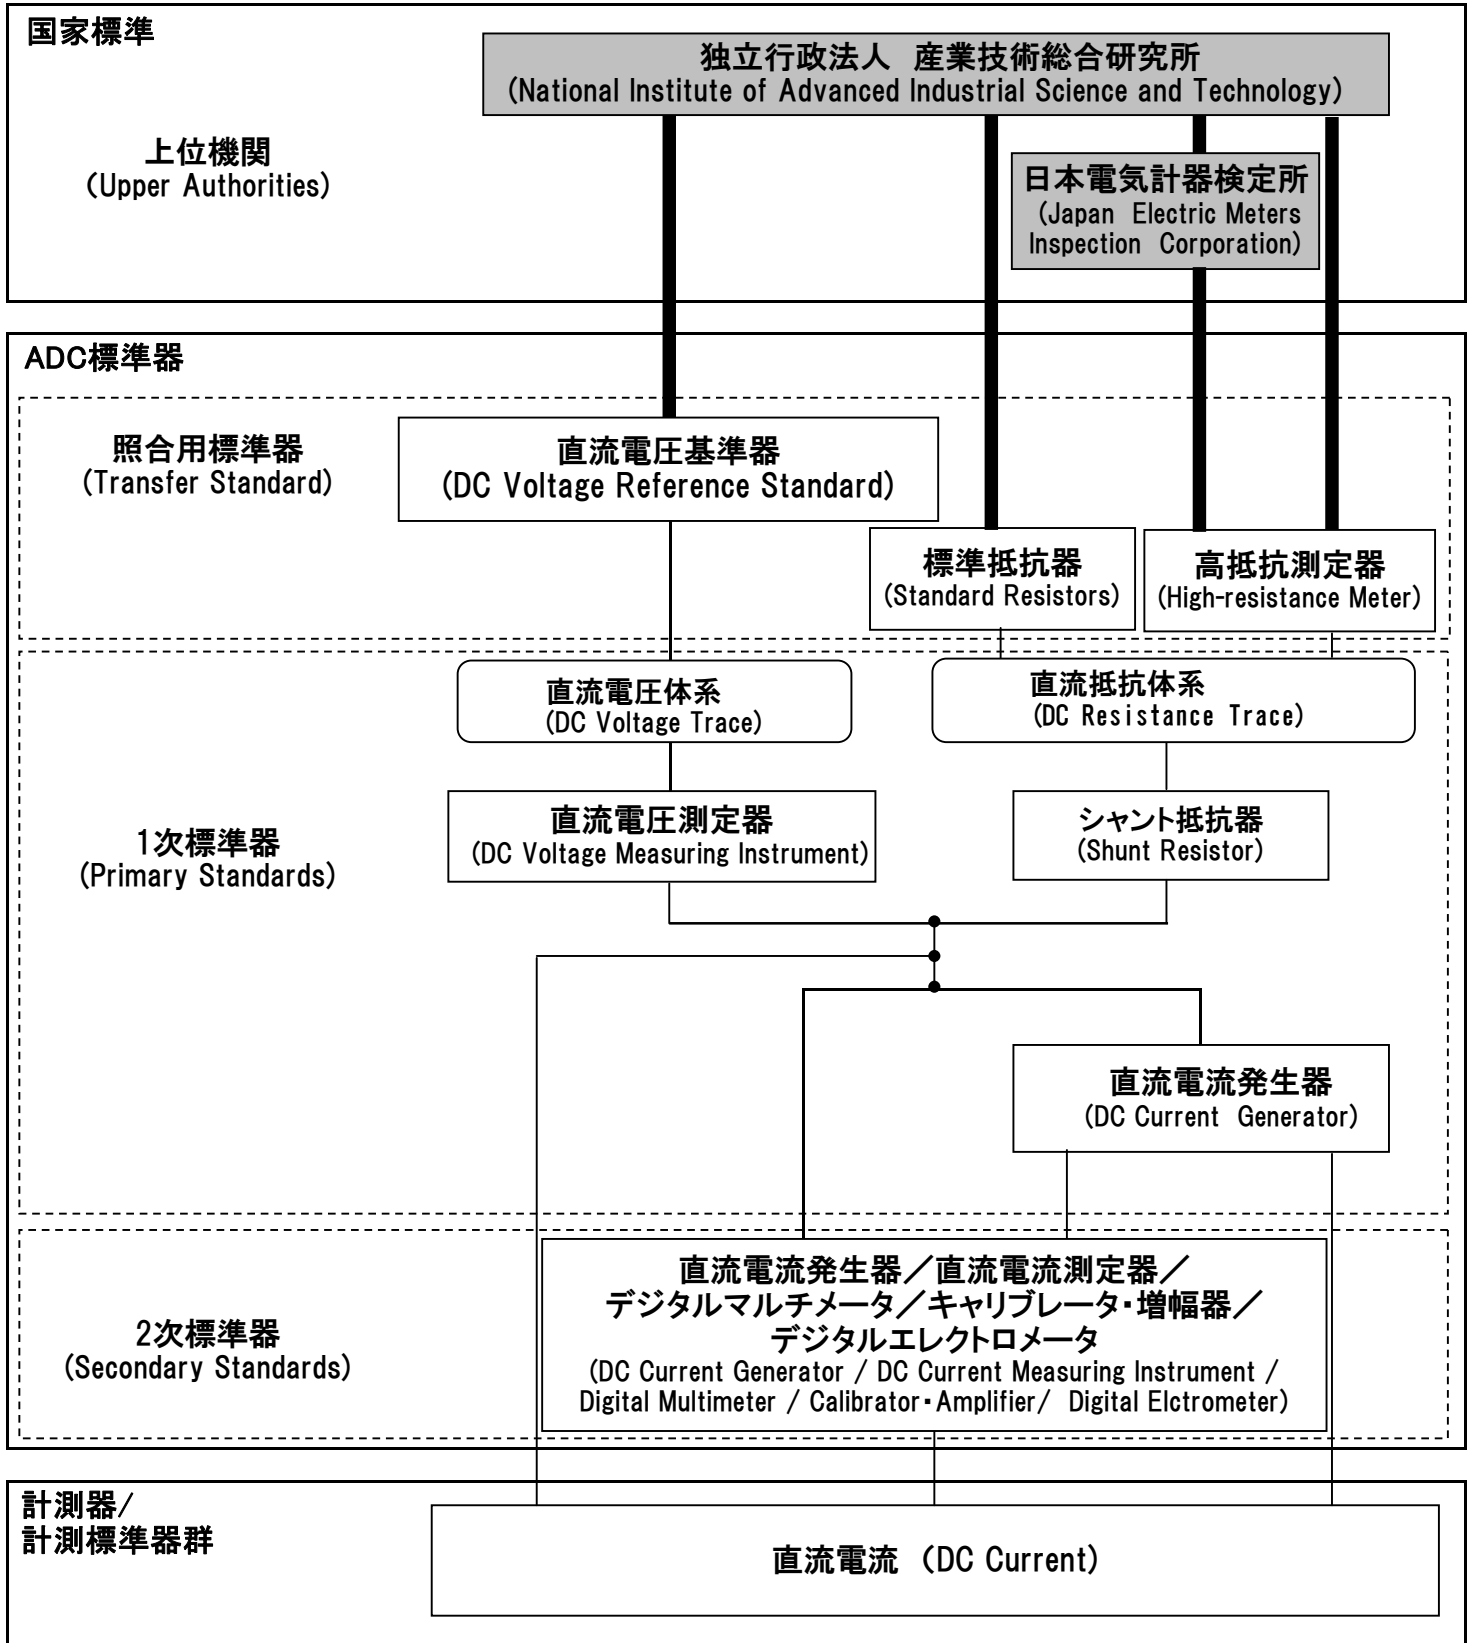 国家標準
独立行政法人　産業技術総合研究所
(National Institute of Advanced Industrial Science and Technology)
上位機関
(Upper Authorities)
日本電気計器検定所
(Japan Electric Meters
Inspection Corporation)
ADC標準器
照合用標準器
(Transfer Standard)
直流電圧基準器
(DC Voltage Reference Standard)
標準抵抗器
(Standard Resistors)
高抵抗測定器
(High-resistance Meter)
直流電圧体系
(DC Voltage Trace)
直流抵抗体系
(DC Resistance Trace)
1次標準器
(Primary Standards)
直流電圧測定器
(DC Voltage Measuring Instrument)
シャント抵抗器
(Shunt Resistor)
直流電流発生器
(DC Current Generator)
2次標準器
(Secondary Standards)
直流電流発生器／直流電流測定器／
デジタルマルチメータ／キャリブレータ・増幅器／
デジタルエレクトロメータ
(DC Current Generator / DC Current Measuring Instrument /
Digital Multimeter / Calibrator・Amplifier/ Digital Elctrometer)
計測器/
計測標準器群
直流電流 (DC Current)